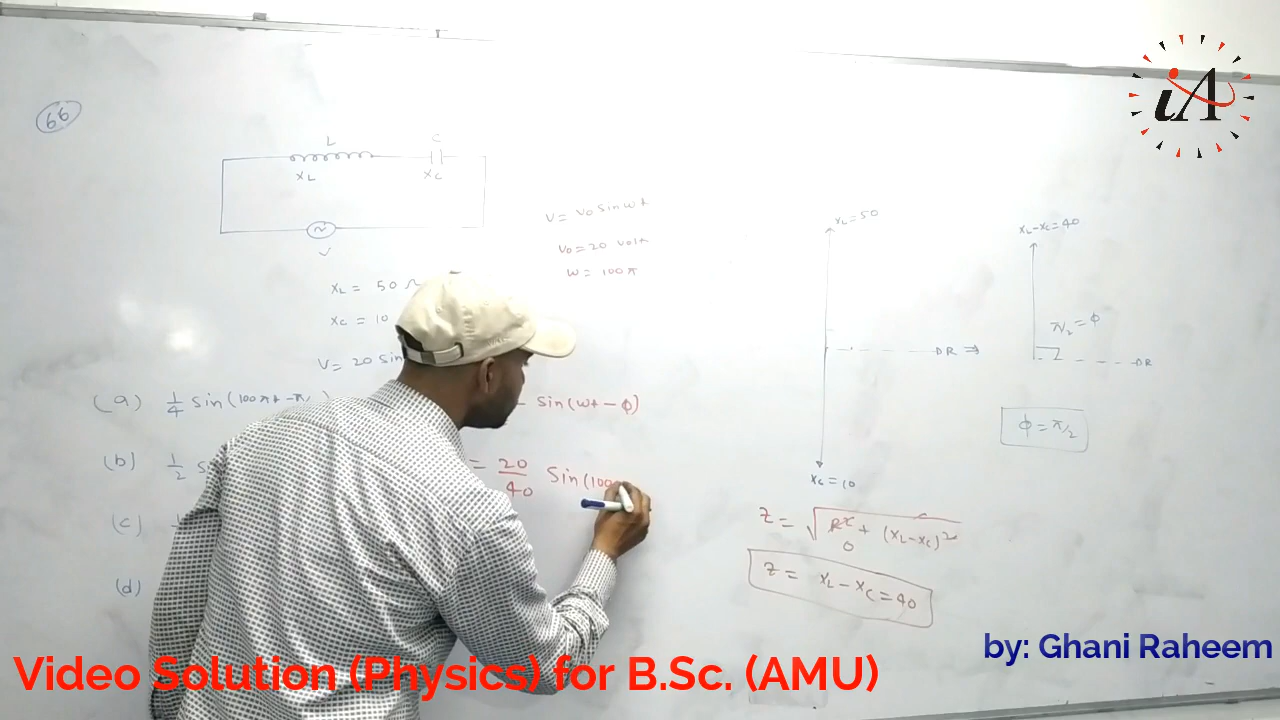 66
L
C
XL
XC
V
V = V0 Sin ωt
V0 = 20 volt
ω = 100π
XL = 50
XC = 10
V = 20 Sin
(a) 1/4 Sin(100πt - π/
Sin(ωt - φ)
(b) 1/2
= 20/40 Sin(100
(c)
(d)
XL = 50
R ⇒
XC = 10
XL - XC = 40
π/2 = φ
R
φ = π/2
Z = √R² + (XL - XC)²
0
Z = XL - XC = 40
iA
by: Ghani Raheem
Video Solution (Physics) for B.Sc. (AMU)